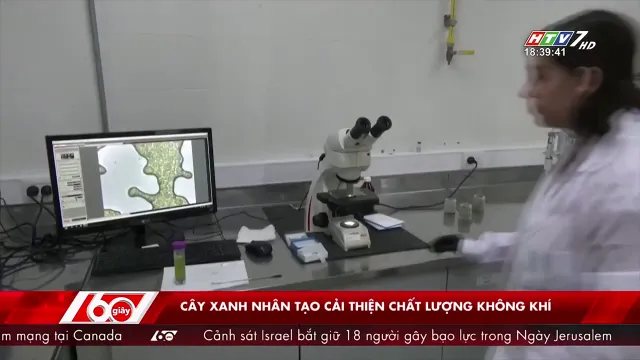 HTV7 HD
18:39:41
60 giây
CÂY XANH NHÂN TẠO CẢI THIỆN CHẤT LƯỢNG KHÔNG KHÍ
m mạng tại Canada 60 Cảnh sát Israel bắt giữ 18 người gây bạo lực trong Ngày Jerusalem